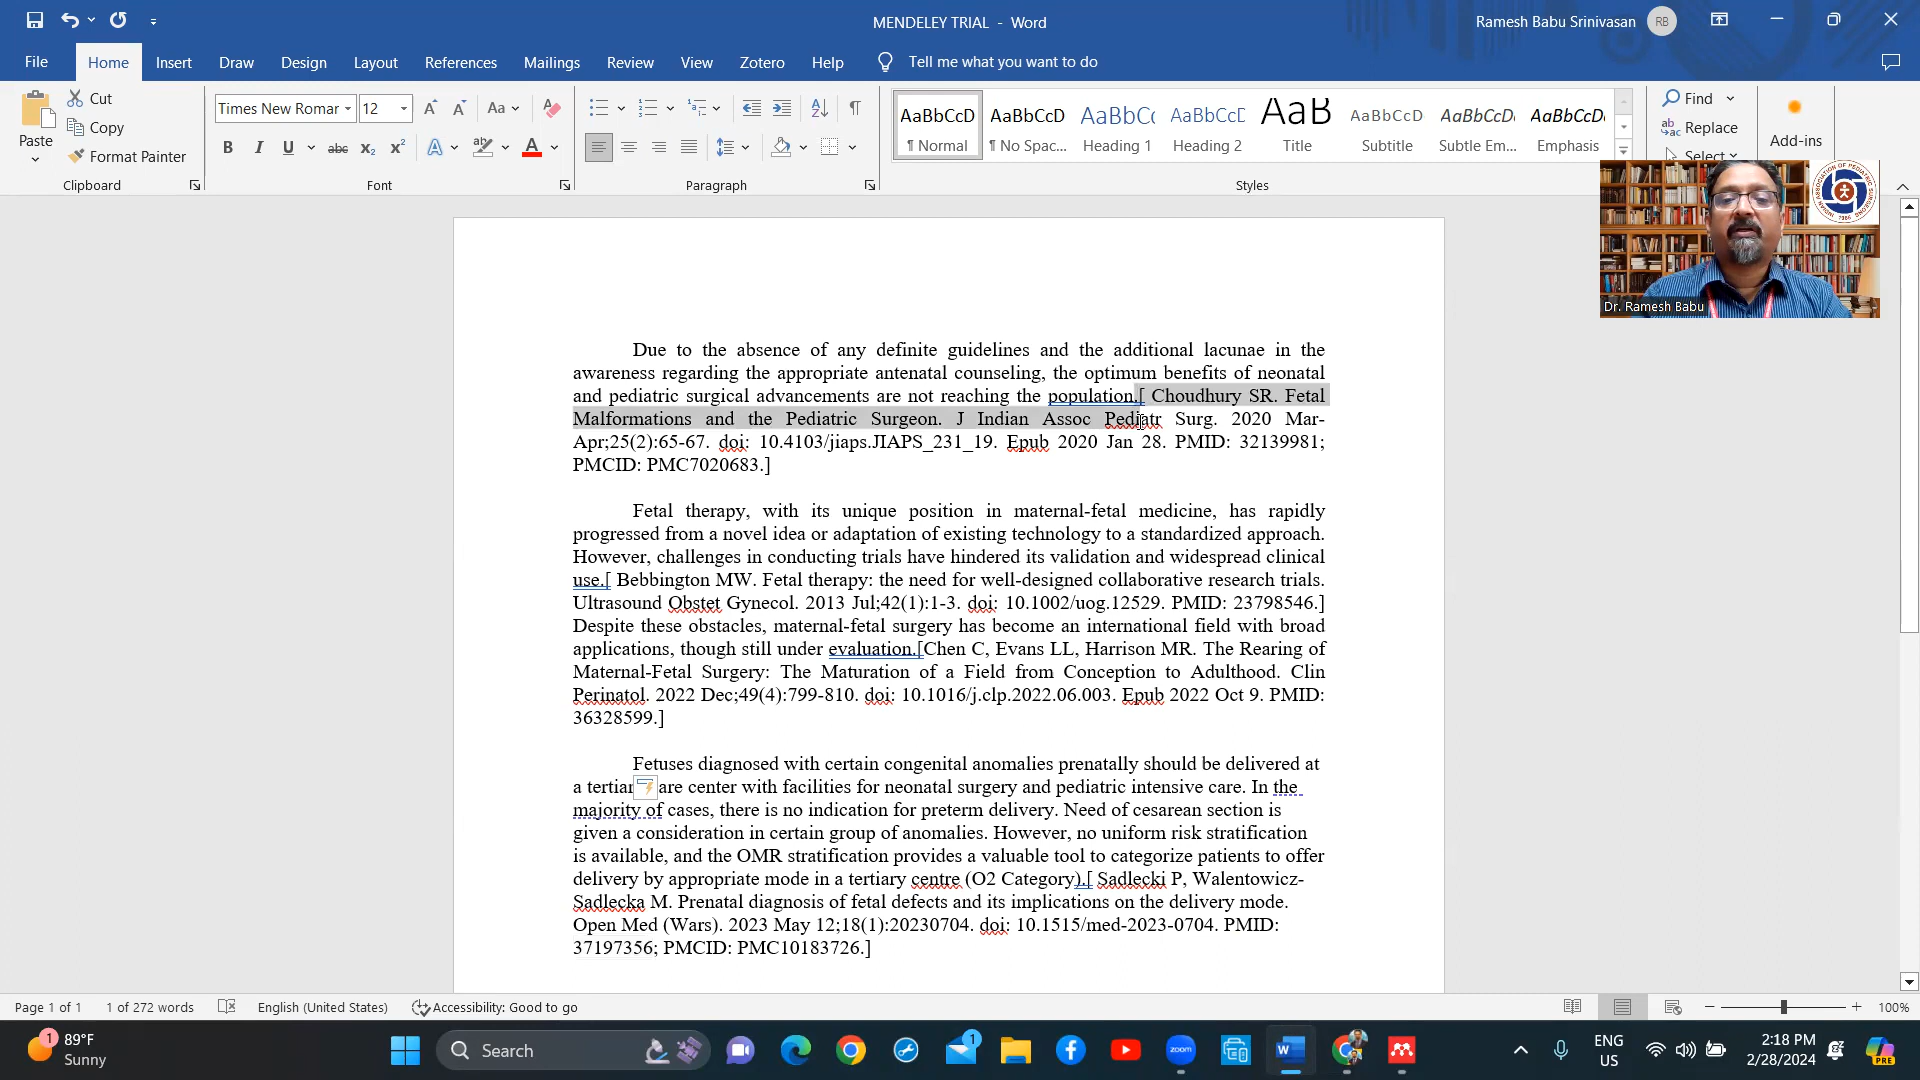 MENDELEY TRIAL - Word
Ramesh Babu Srinivasan
RB
File Home Insert Draw Design Layout References Mailings Review View Zotero Help Tell me what you want to do
Paste
Cut
Copy
Format Painter
Clipboard
Times New Roman 12
Font
Paragraph
AaBbCcD AaBbCcD AaBbCc AaBbCcD AaB AaBbCcD AaBbCcDc AaBbCcDc
¶ Normal ¶ No Spac... Heading 1 Heading 2 Title Subtitle Subtle Em... Emphasis
Styles
Find
Replace
Select
Add-ins
Dr. Ramesh Babu
Due to the absence of any definite guidelines and the additional lacunae in the
awareness regarding the appropriate antenatal counseling, the optimum benefits of neonatal
and pediatric surgical advancements are not reaching the population.[ Choudhury SR. Fetal
Malformations and the Pediatric Surgeon. J Indian Assoc Pediatr Surg. 2020 Mar-
Apr;25(2):65-67. doi: 10.4103/jiaps.JIAPS_231_19. Epub 2020 Jan 28. PMID: 32139981;
PMCID: PMC7020683.]
Fetal therapy, with its unique position in maternal-fetal medicine, has rapidly
progressed from a novel idea or adaptation of existing technology to a standardized approach.
However, challenges in conducting trials have hindered its validation and widespread clinical
use.[ Bebbington MW. Fetal therapy: the need for well-designed collaborative research trials.
Ultrasound Obstet Gynecol. 2013 Jul;42(1):1-3. doi: 10.1002/uog.12529. PMID: 23798546.]
Despite these obstacles, maternal-fetal surgery has become an international field with broad
applications, though still under evaluation.[Chen C, Evans LL, Harrison MR. The Rearing of
Maternal-Fetal Surgery: The Maturation of a Field from Conception to Adulthood. Clin
Perinatol. 2022 Dec;49(4):799-810. doi: 10.1016/j.clp.2022.06.003. Epub 2022 Oct 9. PMID:
36328599.]
Fetuses diagnosed with certain congenital anomalies prenatally should be delivered at
a tertiar are center with facilities for neonatal surgery and pediatric intensive care. In the
majority of cases, there is no indication for preterm delivery. Need of cesarean section is
given a consideration in certain group of anomalies. However, no uniform risk stratification
is available, and the OMR stratification provides a valuable tool to categorize patients to offer
delivery by appropriate mode in a tertiary centre (O2 Category).[ Sadlecki P, Walentowicz-
Sadlecka M. Prenatal diagnosis of fetal defects and its implications on the delivery mode.
Open Med (Wars). 2023 May 12;18(1):20230704. doi: 10.1515/med-2023-0704. PMID:
37197356; PMCID: PMC10183726.]
Page 1 of 1 1 of 272 words English (United States) Accessibility: Good to go 100%
1
89°F
Sunny
Search
1
zoom
ENG
US
2:18 PM
2/28/2024
PRE